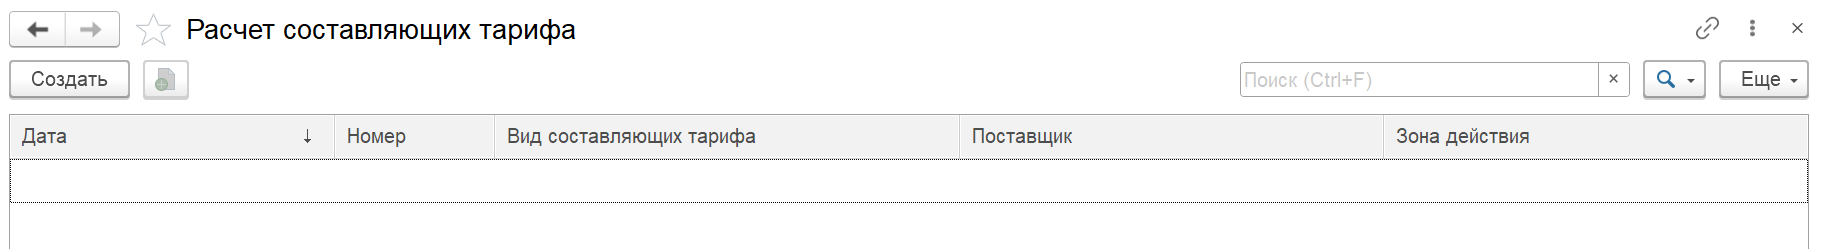 Расчет составляющих тарифа
Создать Поиск (Ctrl+F) × Еще
Дата ↓ Номер Вид составляющих тарифа Поставщик Зона действия